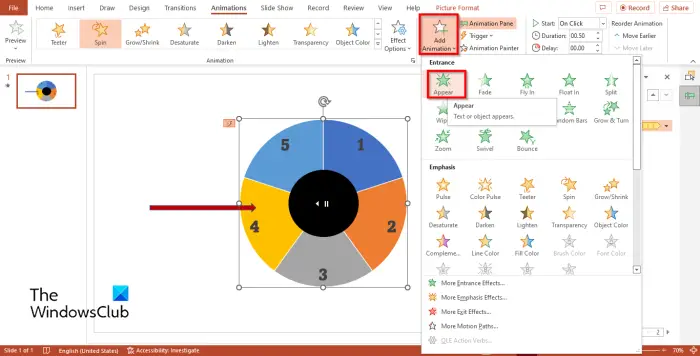 File Home Insert Draw Design Transitions Animations Slide Show Record Review View Recording Help Picture Format
Preview
Teeter Spin Grow/Shrink Desaturate Darken Lighten Transparency Object Color
Effect Options
Add Animation
Animation Pane
Trigger
Animation Painter
Start: On Click
Duration: 00.50
Delay: 00.00
Reorder Animation
Move Earlier
Move Later
Preview
Animation
Entrance
Appear Fade Fly In Float In Split
Appear
Text or object appears.
Wip
andom Bars Grow & Turn
Zoom Swivel Bounce
Emphasis
Pulse Color Pulse Teeter Spin Grow/Shrink
Desaturate Darken Lighten Transparency Object Color
Compleme... Line Color Fill Color Brush Color Font Color
More Entrance Effects...
More Emphasis Effects...
More Exit Effects...
More Motion Paths...
OLE Action Verbs...
1
5
1
4
2
3
The
WindowsClub
2
Slide 1 of 1 English (United States) Accessibility: Investigate
70%